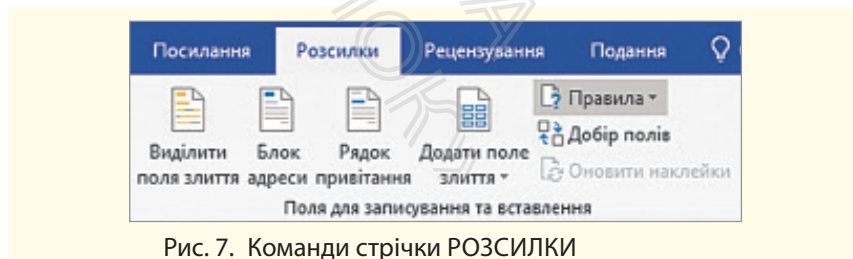 Посилання Розсилки Рецензування Подання
Виділити поля злиття
Блок адреси
Рядок привітання
Додати поле злиття
Правила
Добір полів
Оновити наклейки
Поля для записування та вставлення
Рис. 7. Команди стрічки РОЗСИЛКИ